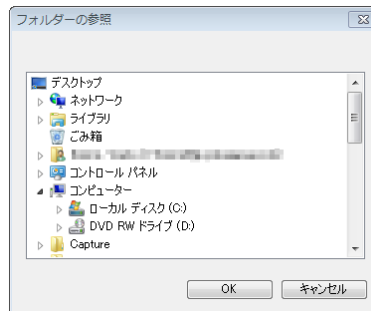 フォルダーの参照
デスクトップ
ネットワーク
ライブラリ
ごみ箱
コントロール パネル
コンピューター
ローカル ディスク (C:)
DVD RW ドライブ (D:)
Capture
OK
キャンセル